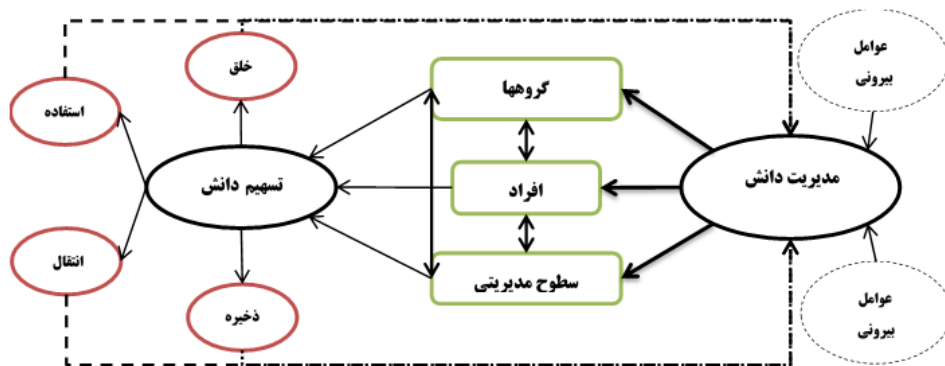 عوامل
بیرونی
خلق
گروهها
استفاده
مدیریت دانش
افراد
تسهیم دانش
انتقال
سطوح مدیریتی
ذخیره
عوامل
بیرونی